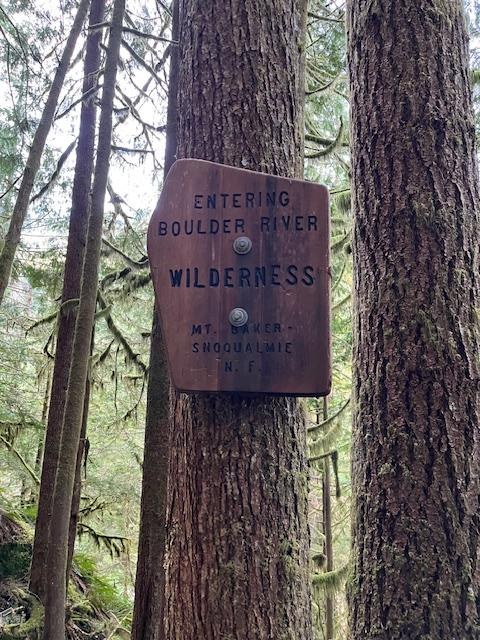 ENTERING
BOULDER RIVER
WILDERNESS
MT. BAKER-
SNOQUALMIE
N. F.